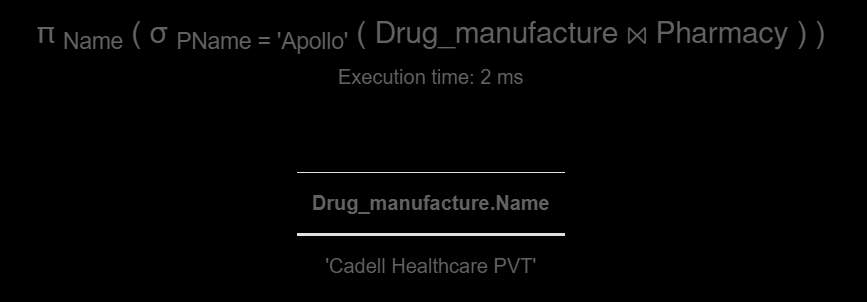 π Name ( σ PName = 'Apollo' ( Drug_manufacture ⋈ Pharmacy ) )
Execution time: 2 ms
Drug_manufacture.Name
'Cadell Healthcare PVT'